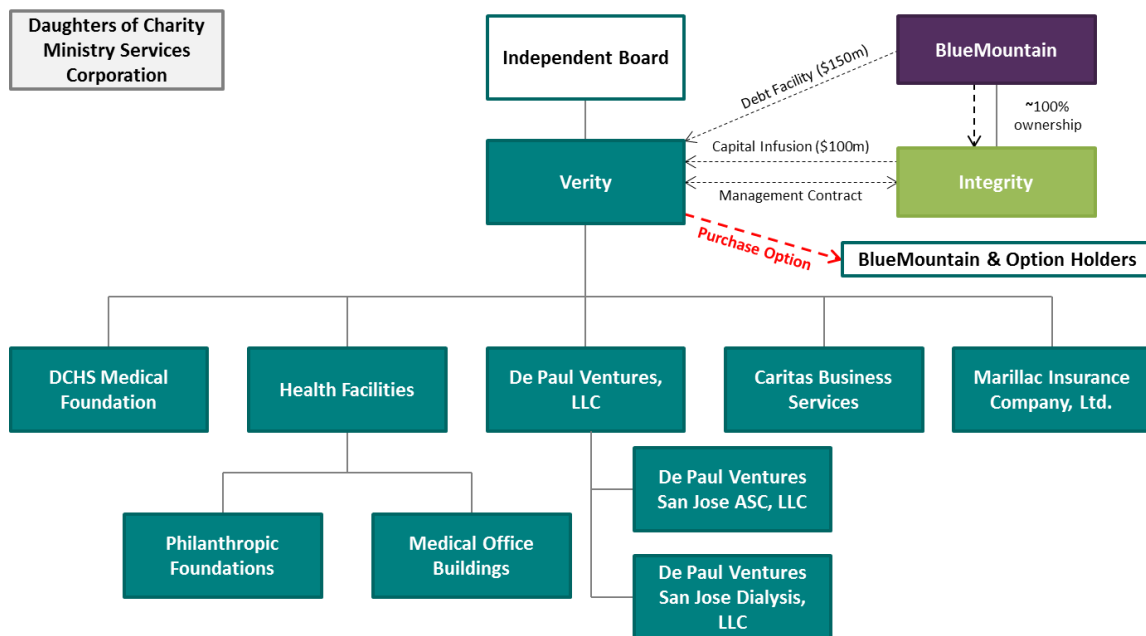 Daughters of Charity
Ministry Services
Corporation
Independent Board
BlueMountain
Debt Facility ($150m)
~100%
ownership
Capital Infusion ($100m)
Verity
Integrity
Management Contract
Purchase Option
BlueMountain & Option Holders
DCHS Medical
Foundation
Health Facilities
De Paul Ventures,
LLC
Caritas Business
Services
Marillac Insurance
Company, Ltd.
De Paul Ventures
San Jose ASC, LLC
Philanthropic
Foundations
Medical Office
Buildings
De Paul Ventures
San Jose Dialysis,
LLC